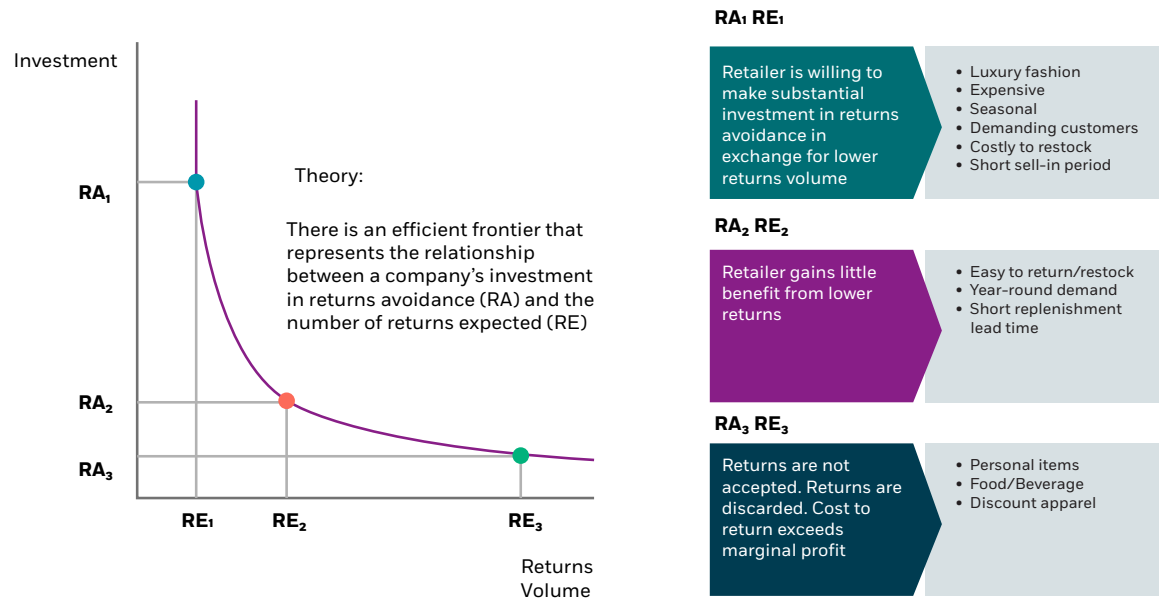 Investment
RA₁
RA₂
RA₃
RE₁
RE₂
RE₃
Returns
Volume
Theory:
There is an efficient frontier that
represents the relationship
between a company’s investment
in returns avoidance (RA) and the
number of returns expected (RE)
RA₁ RE₁
Retailer is willing to
make substantial
investment in returns
avoidance in
exchange for lower
returns volume
• Luxury fashion
• Expensive
• Seasonal
• Demanding customers
• Costly to restock
• Short sell-in period
RA₂ RE₂
Retailer gains little
benefit from lower
returns
• Easy to return/restock
• Year-round demand
• Short replenishment
lead time
RA₃ RE₃
Returns are not
accepted. Returns are
discarded. Cost to
return exceeds
marginal profit
• Personal items
• Food/Beverage
• Discount apparel